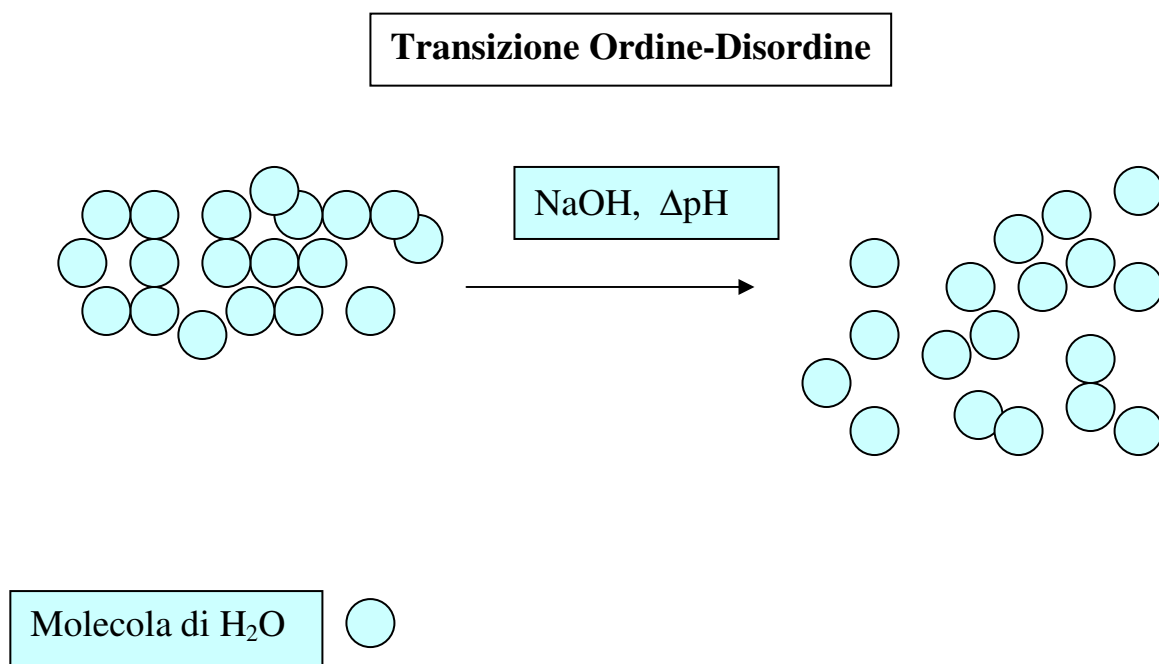 Transizione Ordine-Disordine
NaOH, ΔpH
Molecola di H₂O